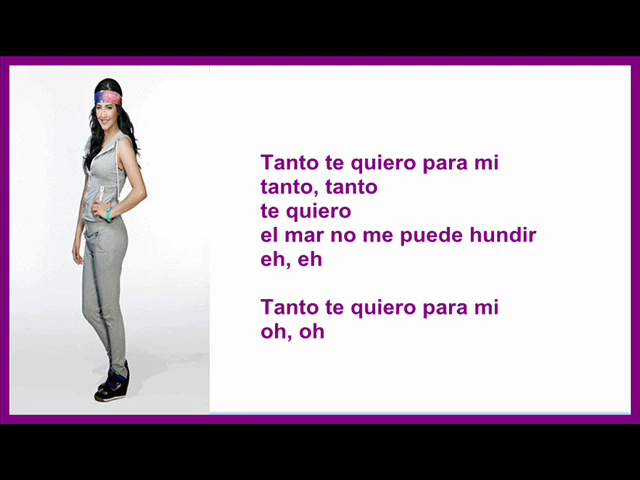 Tanto te quiero para mi
tanto, tanto
te quiero
el mar no me puede hundir
eh, eh
Tanto te quiero para mi
oh, oh